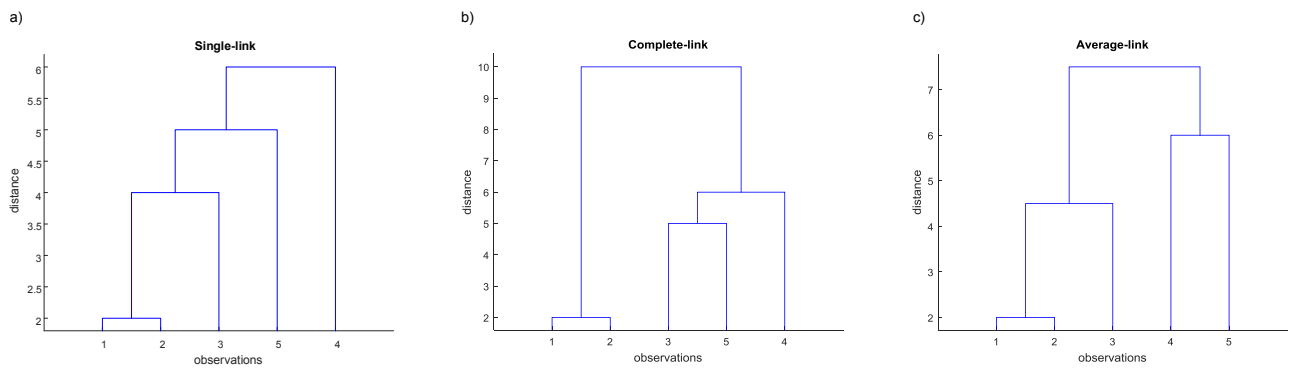 a)
Single-link
6
5.5
5
4.5
4
3.5
3
2.5
2
distance
1 2 3 5 4
observations
b)
Complete-link
10
9
8
7
6
5
4
3
2
distance
1 2 3 5 4
observations
c)
Average-link
7
6
5
4
3
2
distance
1 2 3 4 5
observations